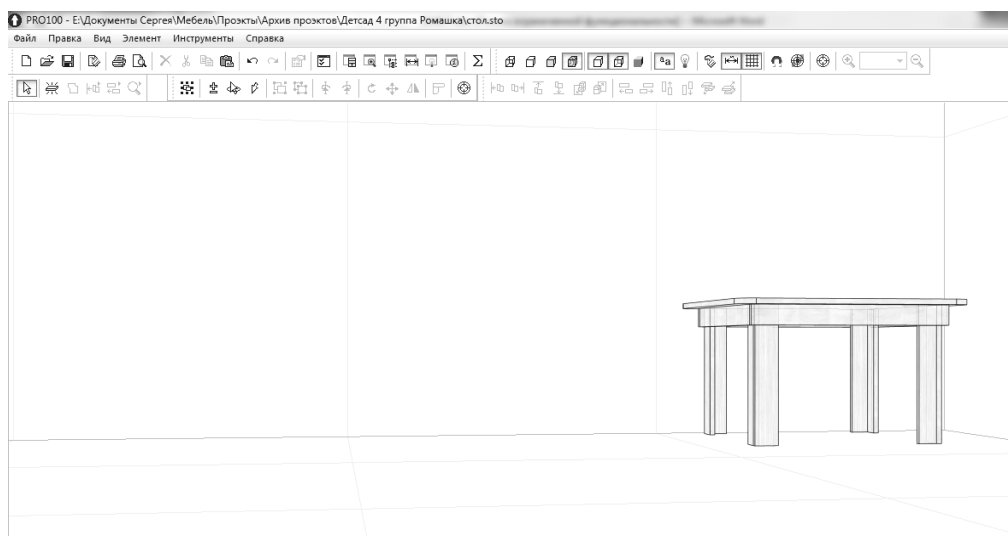 PRO100 - E:\Документы Сергея\Мебель\Проэкты\Архив проэктов\Детсад 4 группа Ромашка\стол.sto
Файл Правка Вид Элемент Инструменты Справка